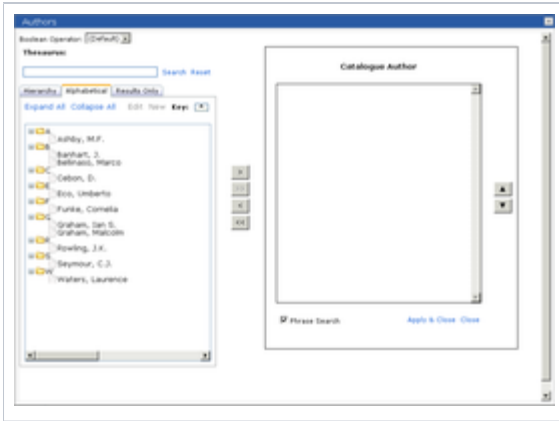 Authors
Boolean Operator: (Default)
Thesaurus:
Search Reset
Hierarchy Alphabetical Results Only
Expand All Collapse All Edit New Key:
A
Ashby, M.F.
B
Banhart, J.
Bellinaso, Marco
C
Cebon, D.
E
Eco, Umberto
F
Funke, Cornelia
G
Graham, Ian S.
Graham, Malcolm
R
Rowling, J.K.
S
Seymour, C.J.
W
Waters, Laurence
>
<
<<
Catalogue Author
Phrase Search
Apply & Close Close